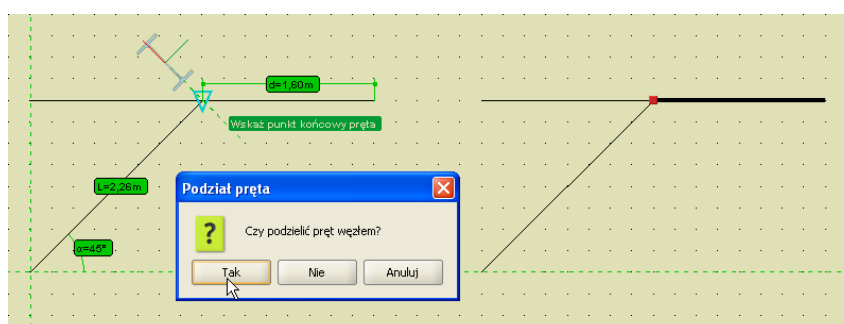 d=1,60m
Wskaż punkt końcowy pręta
L=2,26m
α=45°
Podział pręta
?
Czy podzielić pręt węzłem?
Tak Nie Anuluj